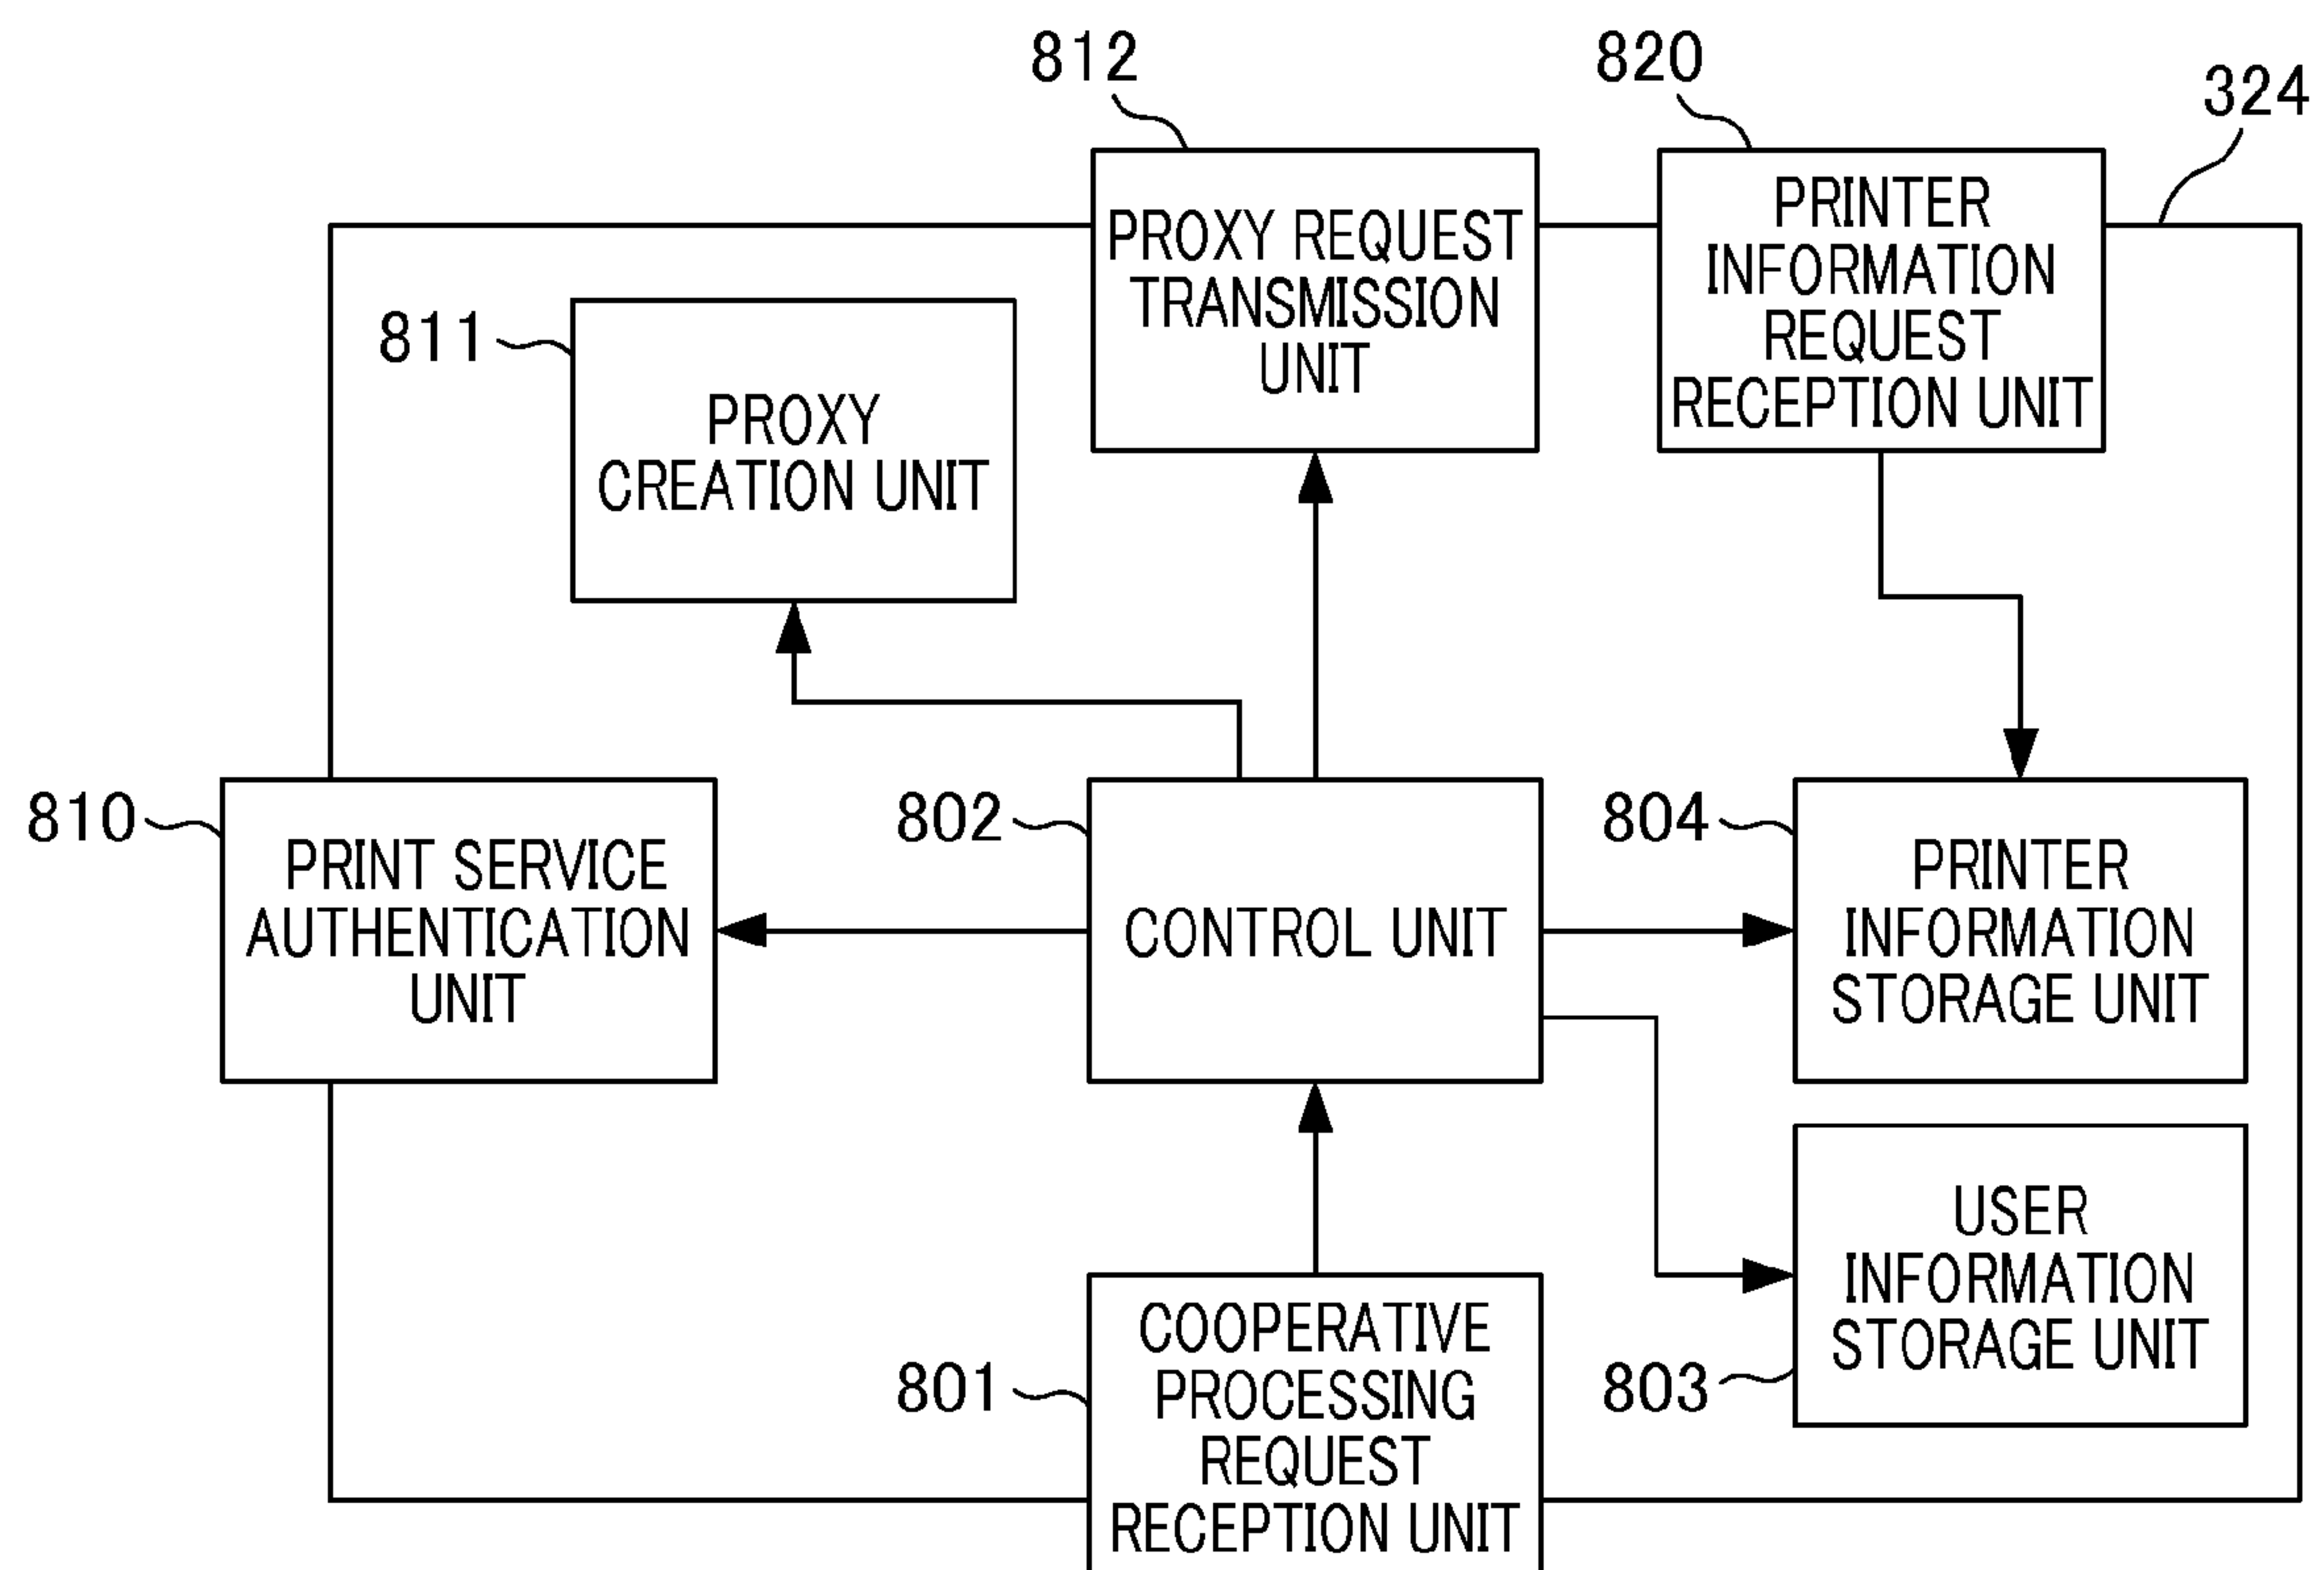 812
820
324
PROXY REQUEST
TRANSMISSION
UNIT
PRINTER
INFORMATION
REQUEST
RECEPTION UNIT
811
PROXY
CREATION UNIT
810
PRINT SERVICE
AUTHENTICATION
UNIT
802
CONTROL UNIT
804
PRINTER
INFORMATION
STORAGE UNIT
801
COOPERATIVE
PROCESSING
REQUEST
RECEPTION UNIT
803
USER
INFORMATION
STORAGE UNIT